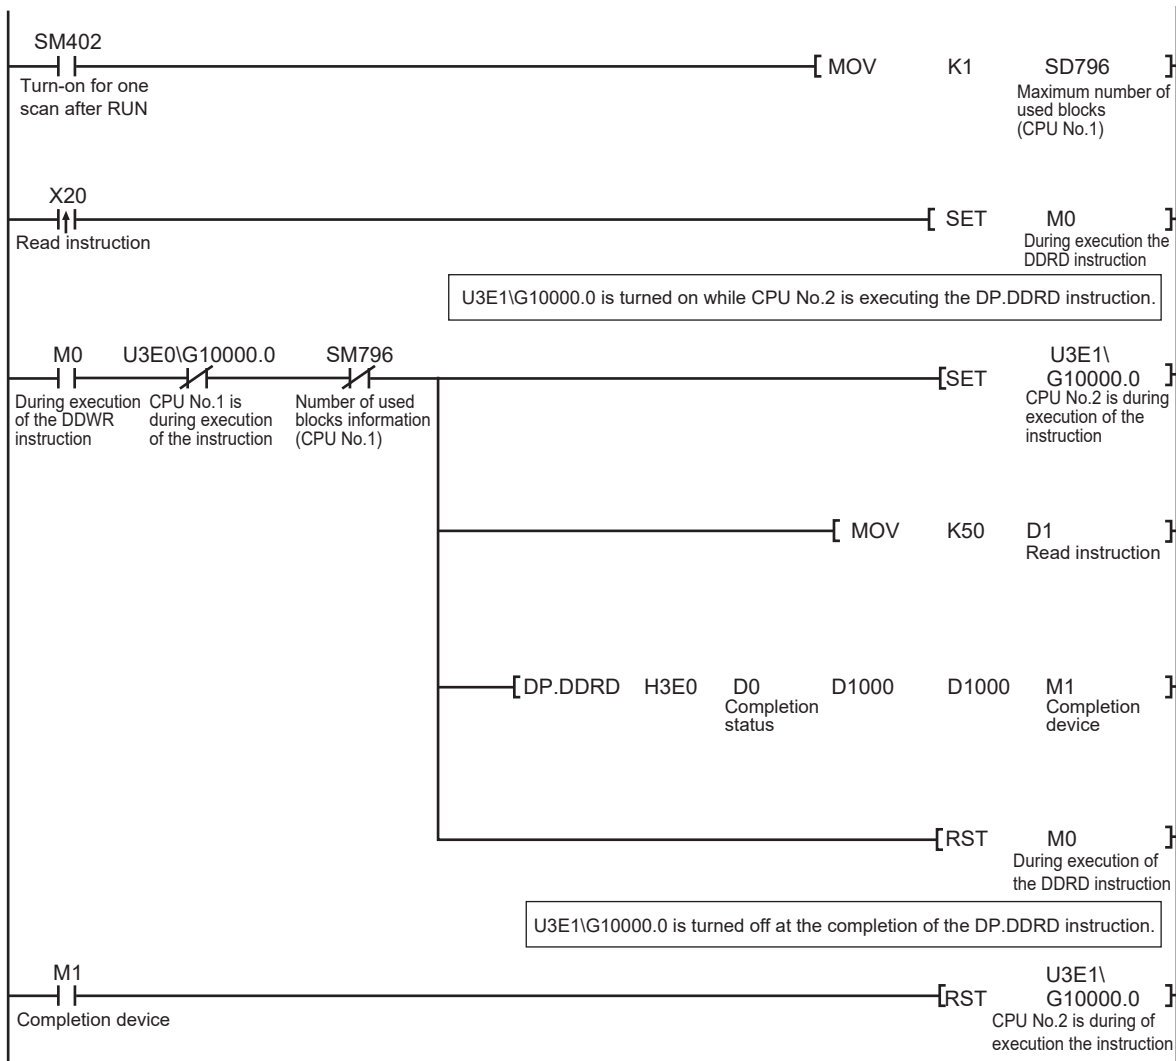 SM402
MOV K1 SD796
Turn-on for one
scan after RUN
Maximum number of
used blocks
(CPU No.1)
X20
SET M0
Read instruction
During execution the
DDRD instruction
U3E1\G10000.0 is turned on while CPU No.2 is executing the DP.DDRD instruction.
M0 U3E0\G10000.0 SM796
SET U3E1\
G10000.0
During execution
of the DDWR
instruction
CPU No.1 is
during execution
of the instruction
Number of used
blocks information
(CPU No.1)
CPU No.2 is during
execution of the
instruction
MOV K50 D1
Read instruction
DP.DDRD H3E0 D0 D1000 D1000 M1
Completion
status
Completion
device
RST M0
During execution of
the DDRD instruction
U3E1\G10000.0 is turned off at the completion of the DP.DDRD instruction.
M1
RST U3E1\
G10000.0
Completion device
CPU No.2 is during of
execution the instruction